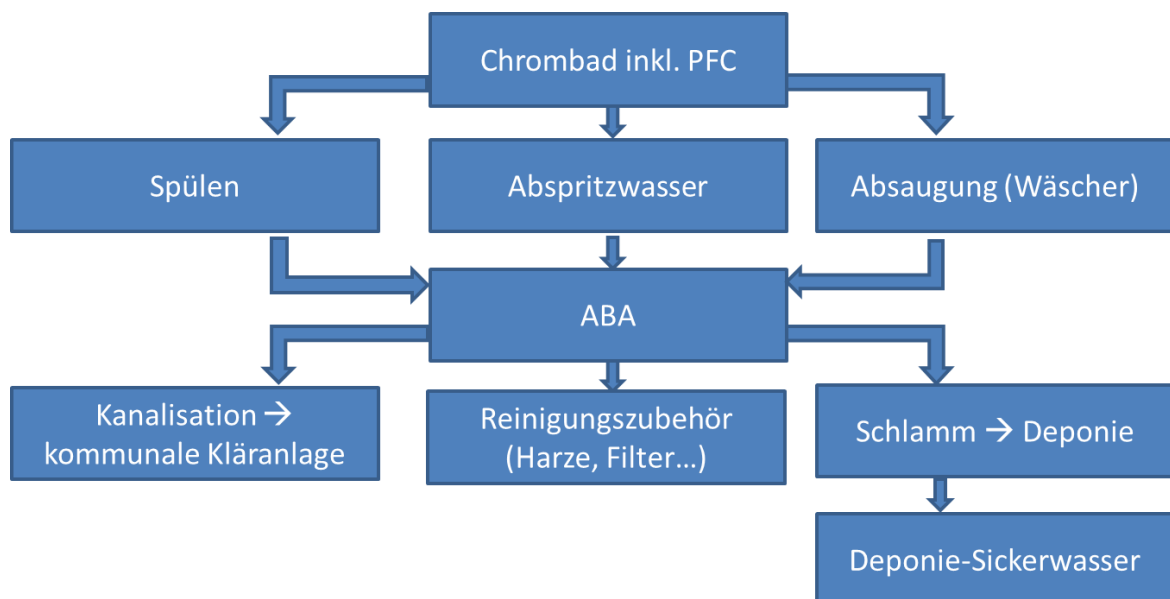 Chrombad inkl. PFC
Spülen
Abspritzwasser
Absaugung (Wäscher)
ABA
Kanalisation →
kommunale Kläranlage
Reinigungszubehör
(Harze, Filter…)
Schlamm → Deponie
Deponie-Sickerwasser